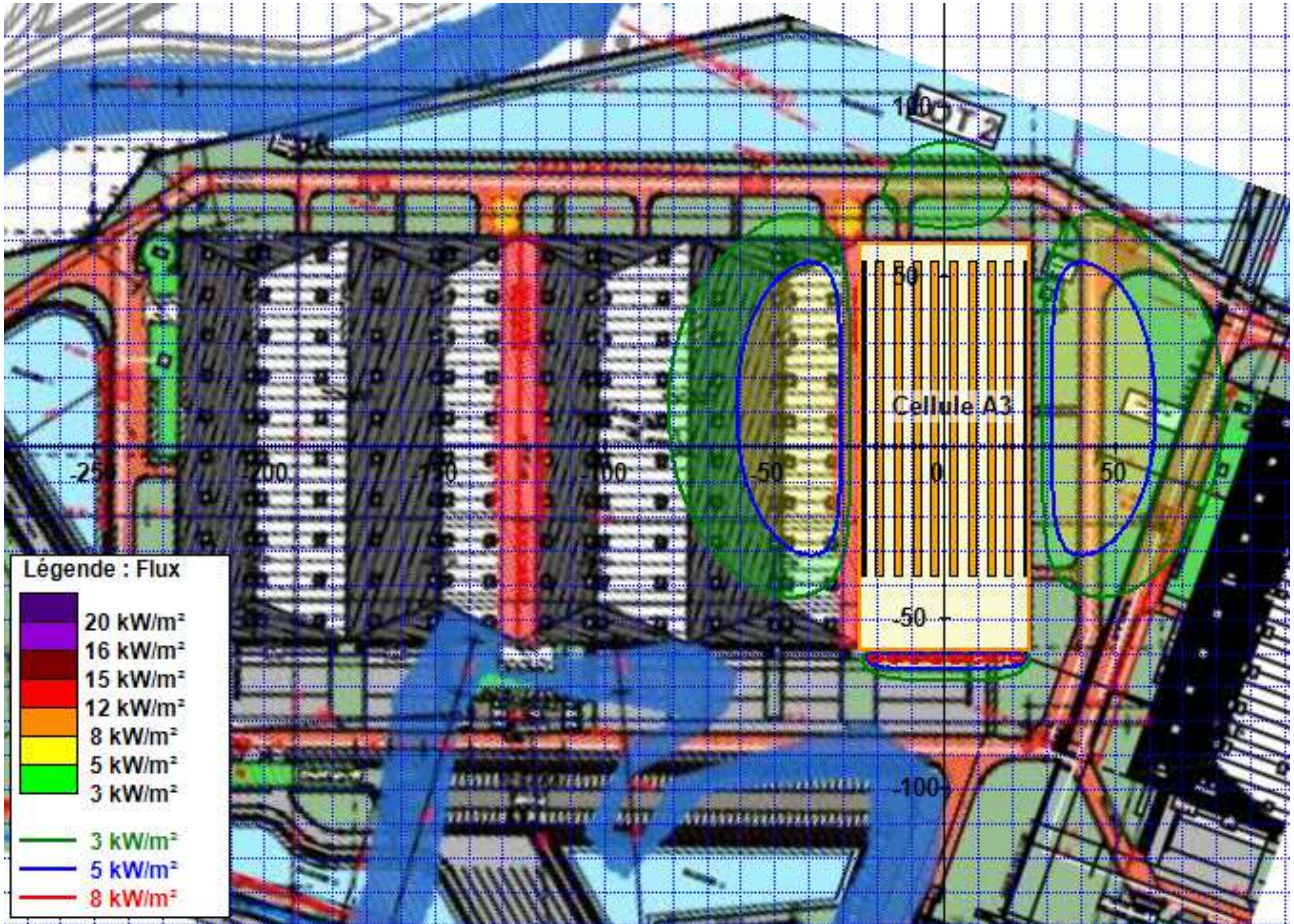 100
LOT 2
50
Cellule A3
-250
-200
-150
-100
-50
0
50
-50
-100
Légende : Flux
20 kW/m²
16 kW/m²
15 kW/m²
12 kW/m²
8 kW/m²
5 kW/m²
3 kW/m²
3 kW/m²
5 kW/m²
8 kW/m²